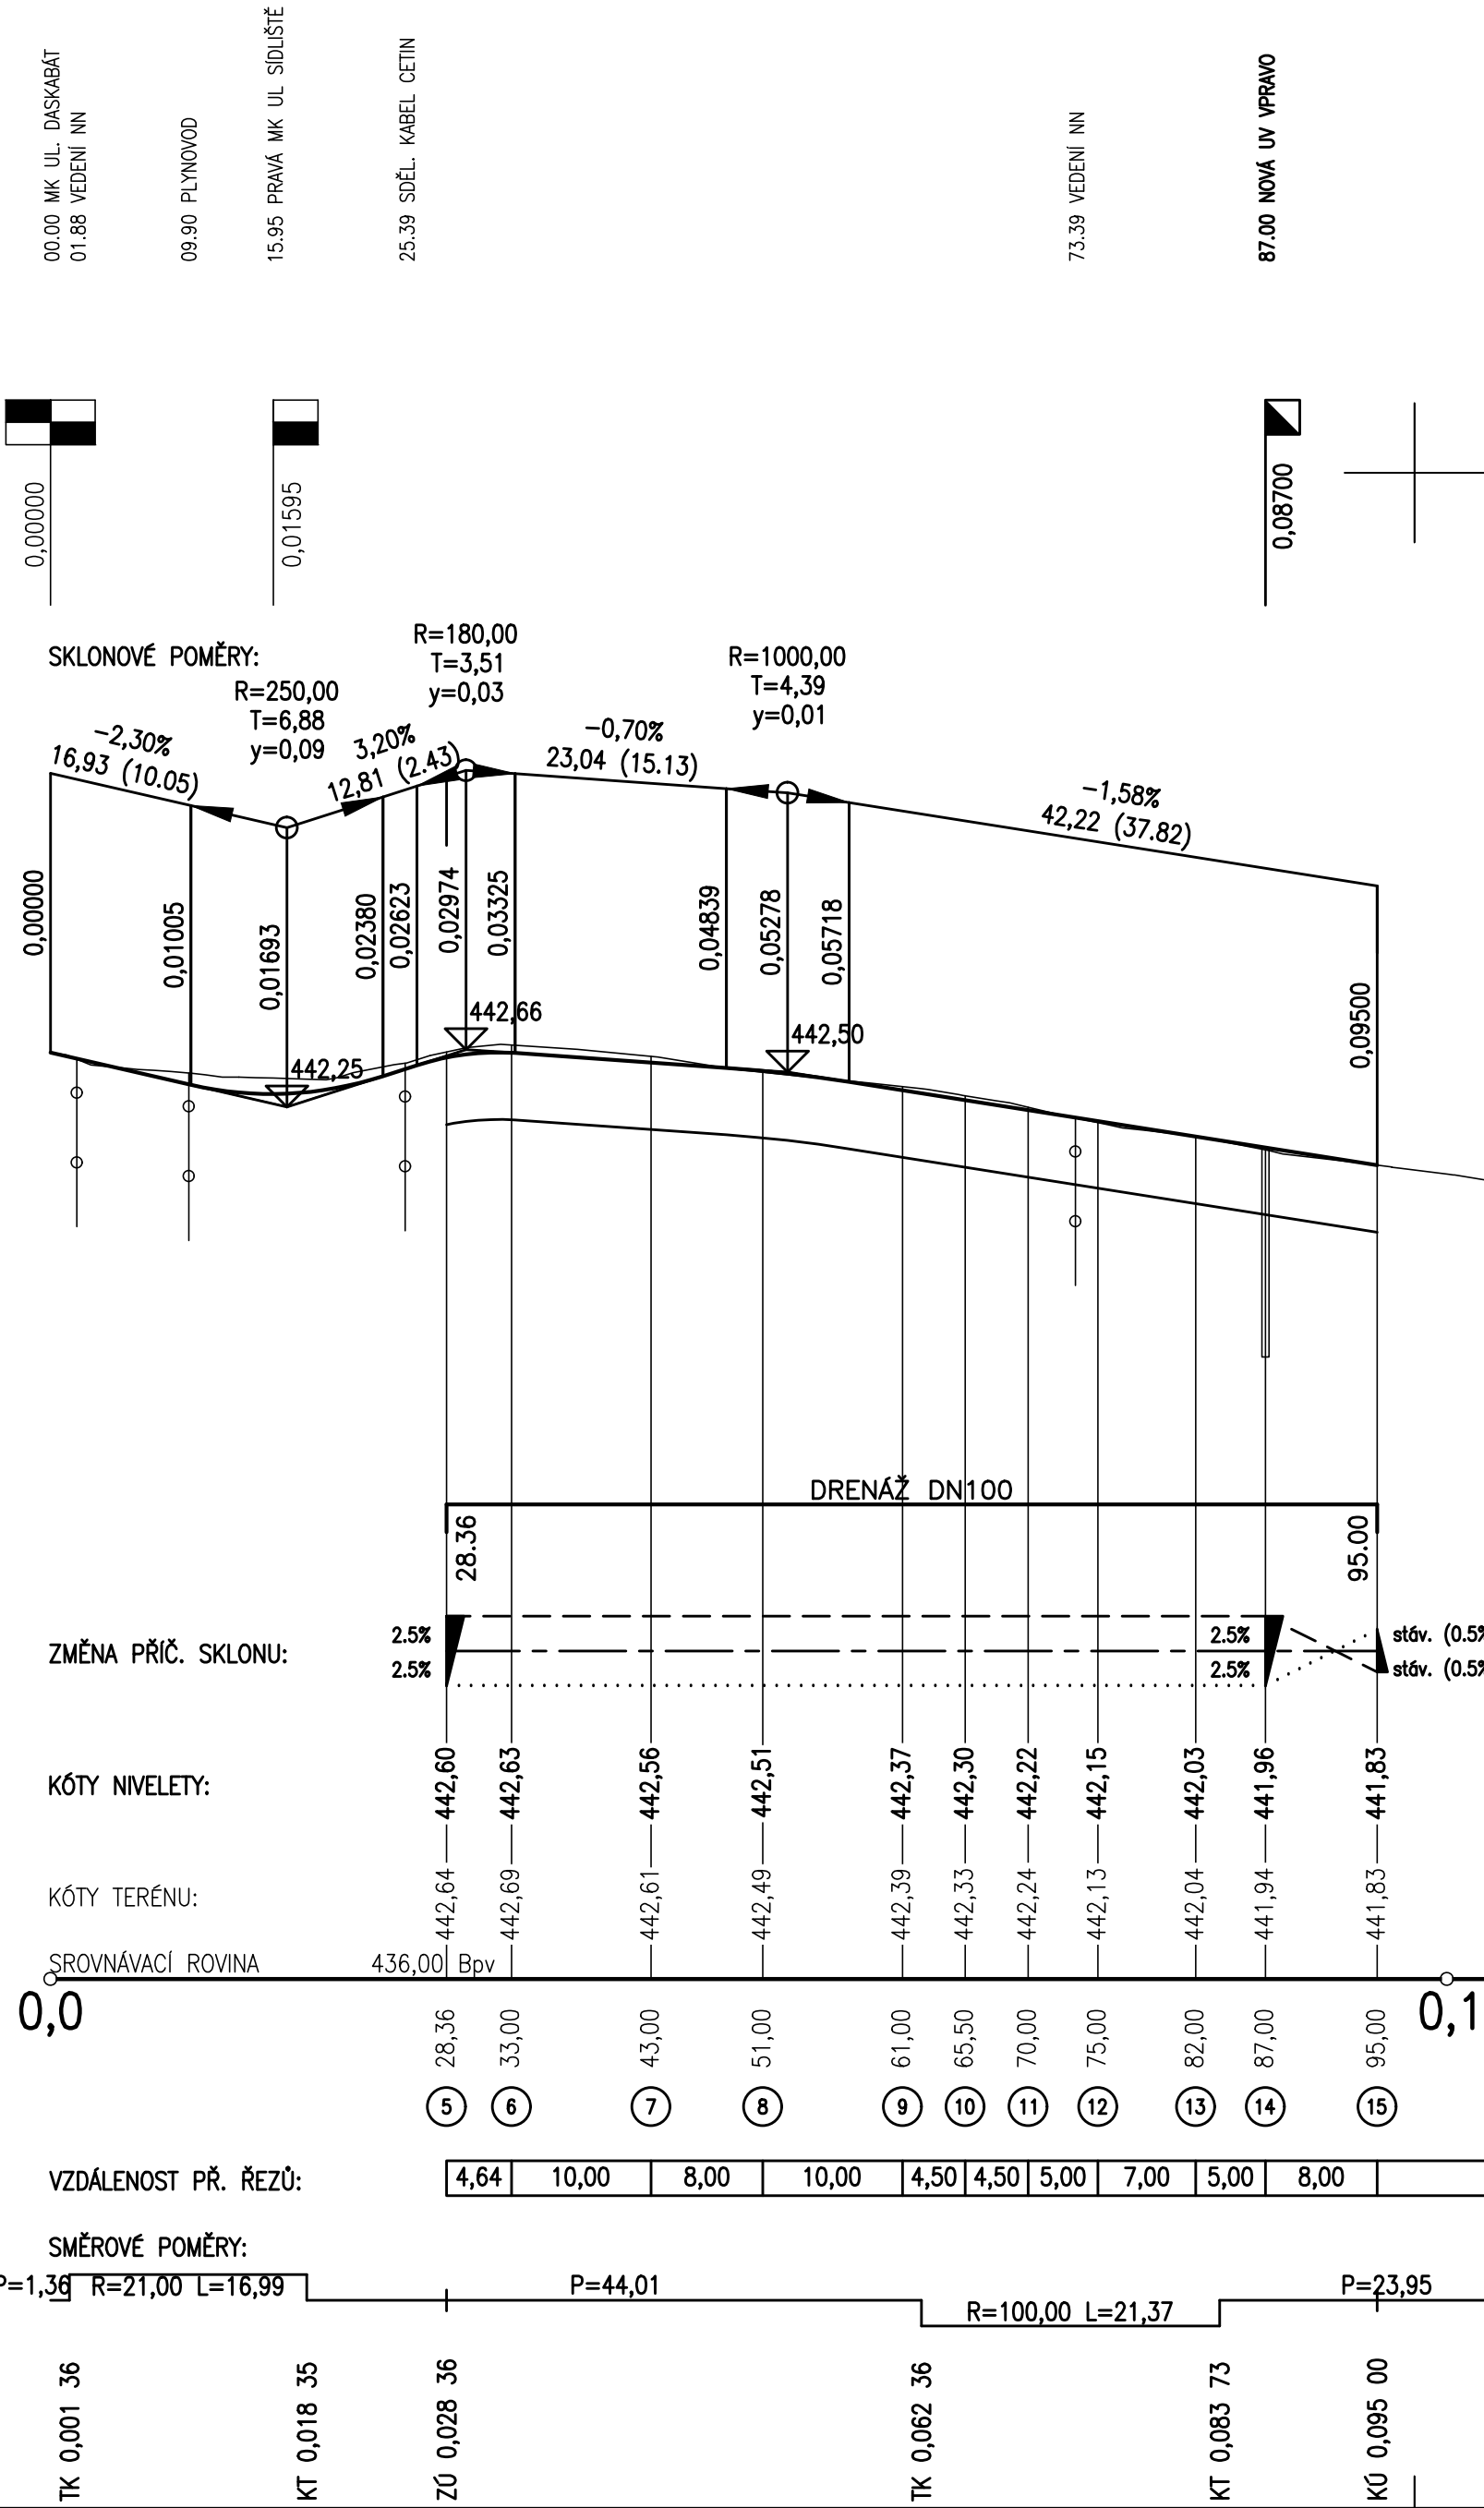 00.00 MK UL. DASKABÁT
01.88 VEDENÍ NN
09.90 PLYNOVOD
15.95 PRAVÁ MK UL SÍDLIŠTĚ
25.39 SDĚL. KABEL CETIN
73.39 VEDENÍ NN
87.00 NOVÁ UV VPRAVO
0,00000
0,01595
0,08700
SKLONOVÉ POMĚRY:
R=250,00
T=6,88
y=0,09
R=180,00
T=3,51
y=0,03
R=1000,00
T=4,39
y=0,01
−2,30%
16,93 (10.05)
3,20%
12,81 (2.43)
−0,70%
23,04 (15.13)
−1,58%
42,22 (37.82)
0,00000
0,01005
0,01693
0,02380
0,02623
0,02974
0,03325
0,04839
0,05278
0,05718
0,09500
442,25
442,66
442,50
DRENÁŽ DN100
28.36
95.00
ZMĚNA PŘÍČ. SKLONU:
2.5%
2.5%
2.5%
2.5%
stáv. (0.5%
stáv. (0.5%
KÓTY NIVELETY:
442,60 442,63 442,56 442,51 442,37 442,30 442,22 442,15 442,03 441,96 441,83
KÓTY TERÉNU:
442,64 442,69 442,61 442,49 442,39 442,33 442,24 442,13 442,04 441,94 441,83
SROVNÁVACÍ ROVINA 436,00 Bpv
0,0 0,1
28,36 33,00 43,00 51,00 61,00 65,50 70,00 75,00 82,00 87,00 95,00
5 6 7 8 9 10 11 12 13 14 15
VZDÁLENOST PŘ. ŘEZŮ:
4,64 10,00 8,00 10,00 4,50 4,50 5,00 7,00 5,00 8,00
SMĚROVÉ POMĚRY:
P=1,36 R=21,00 L=16,99 P=44,01 R=100,00 L=21,37 P=23,95
TK 0,001 36
KT 0,018 35
ZÚ 0,028 36
TK 0,062 36
KT 0,083 73
KÚ 0,095 00